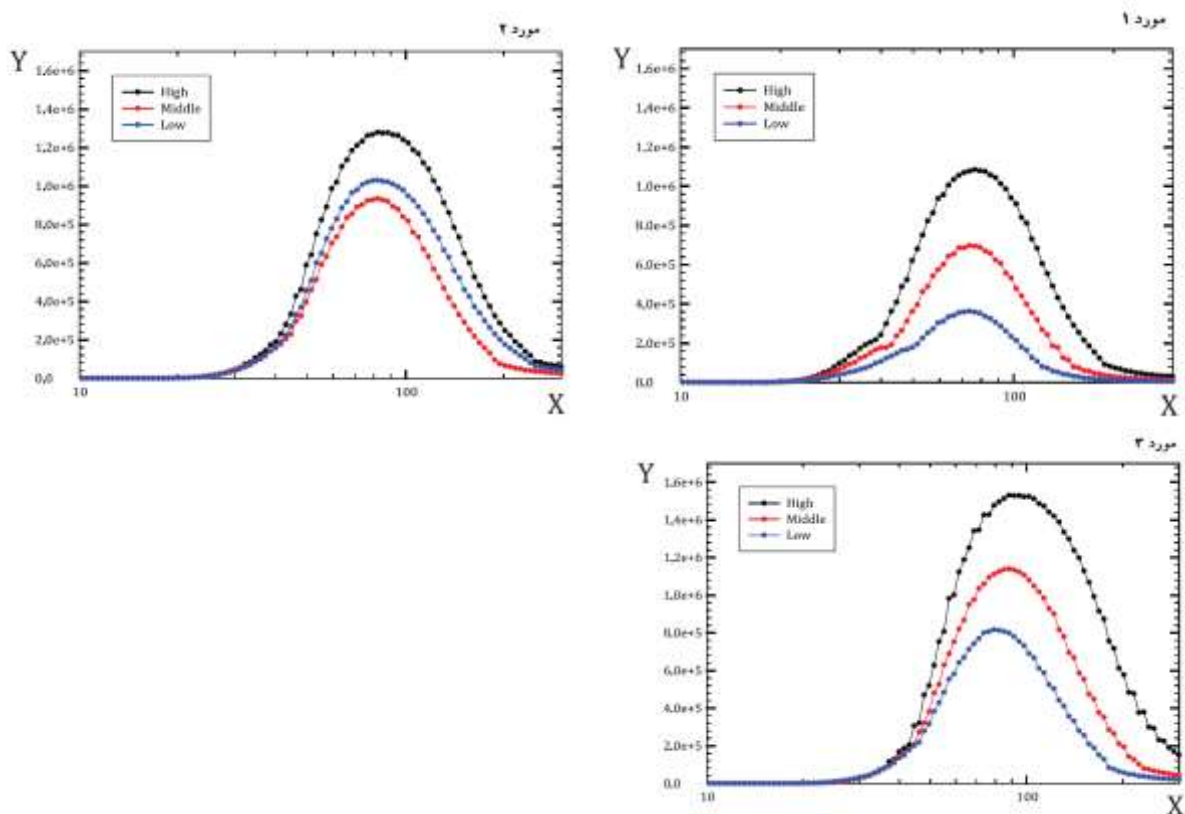 مورد ۱
Y
1.6e+6
1.4e+6
1.2e+6
1.0e+6
8.0e+5
6.0e+5
4.0e+5
2.0e+5
0.0
High
Middle
Low
10
100
X
مورد ۲
Y
1,6e+6
1,4e+6
1,2e+6
1,0e+6
8,0e+5
6,0e+5
4,0e+5
2,0e+5
0,0
High
Middle
Low
10
100
X
مورد ۳
Y
1.6e+6
1.4e+6
1.2e+6
1.0e+6
8.0e+5
6.0e+5
4.0e+5
2.0e+5
0.0
High
Middle
Low
10
100
X